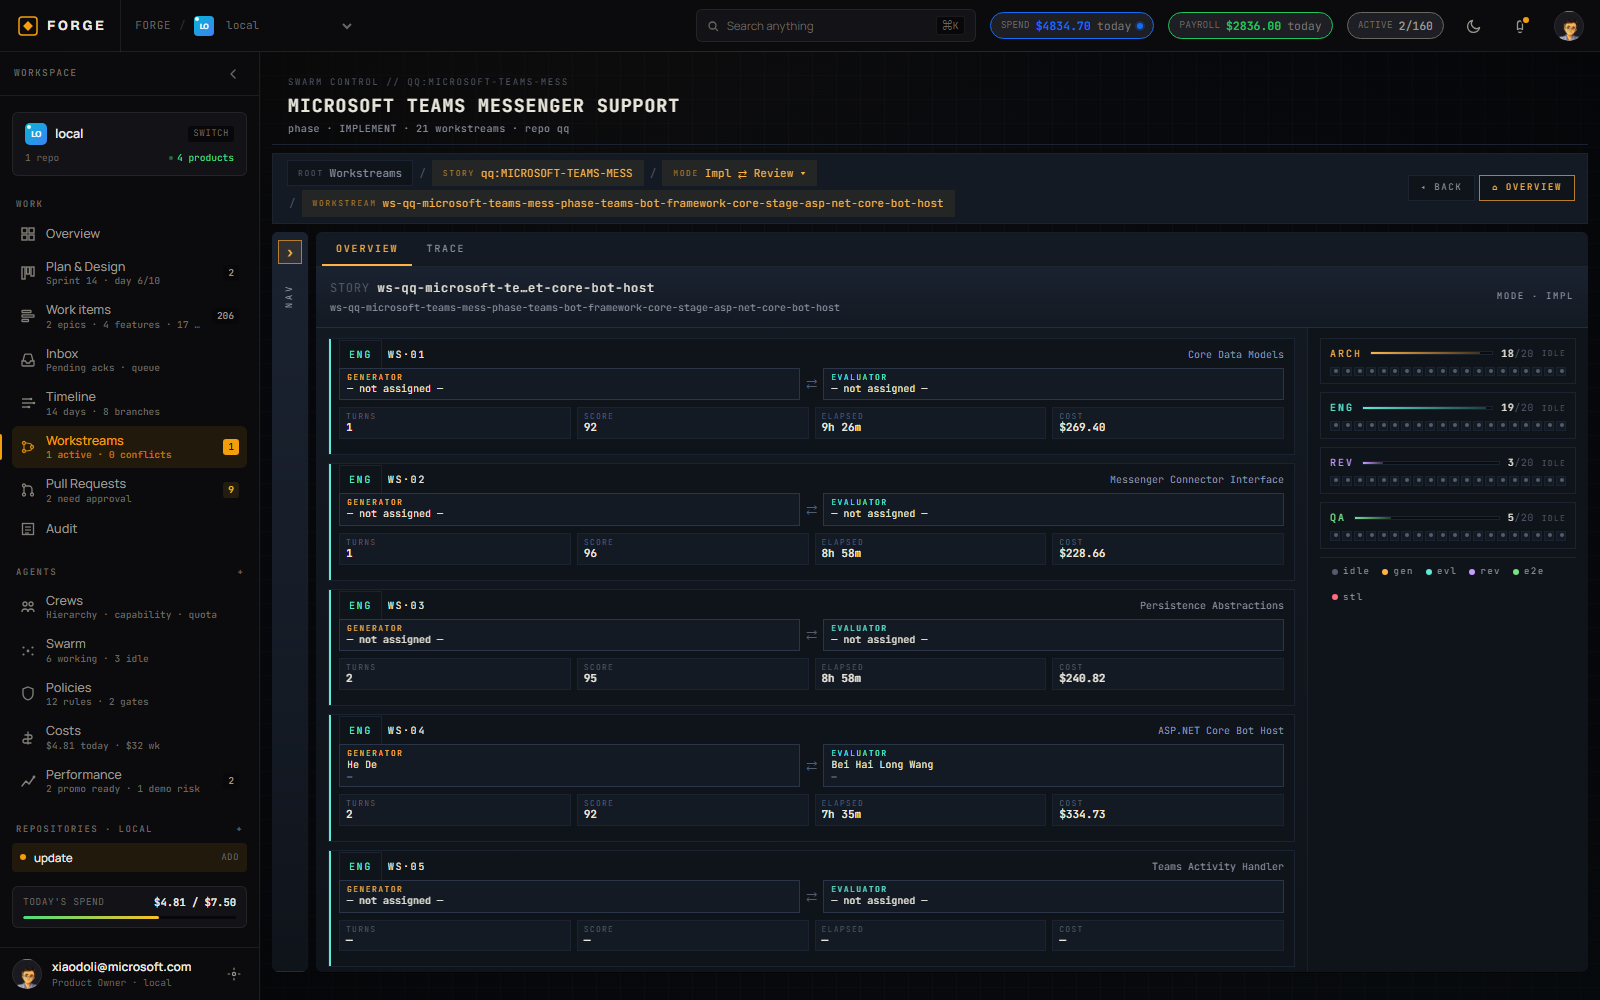 FORGE
FORGE / LO local
Search anything ⌘K
SPEND $4834.70 today
PAYROLL $2836.00 today
ACTIVE 2/160
WORKSPACE
LO local SWITCH
1 repo 4 products
WORK
Overview
Plan & Design
Sprint 14 · day 6/10
2
Work items
2 epics · 4 features · 17 …
206
Inbox
Pending acks · queue
Timeline
14 days · 8 branches
Workstreams
1 active · 0 conflicts
1
Pull Requests
2 need approval
9
Audit
AGENTS +
Crews
Hierarchy · capability · quota
Swarm
6 working · 3 idle
Policies
12 rules · 2 gates
Costs
$4.81 today · $32 wk
Performance
2 promo ready · 1 demo risk
2
REPOSITORIES · LOCAL +
update ADO
TODAY'S SPEND $4.81 / $7.50
xiaodoli@microsoft.com
Product Owner · local
SWARM CONTROL // QQ:MICROSOFT-TEAMS-MESS
MICROSOFT TEAMS MESSENGER SUPPORT
phase · IMPLEMENT · 21 workstreams · repo qq
ROOT Workstreams / STORY qq:MICROSOFT-TEAMS-MESS / MODE Impl ⇄ Review ▾
/ WORKSTREAM ws-qq-microsoft-teams-mess-phase-teams-bot-framework-core-stage-asp-net-core-bot-host
BACK
OVERVIEW
NAV
OVERVIEW TRACE
STORY ws-qq-microsoft-te…et-core-bot-host
ws-qq-microsoft-teams-mess-phase-teams-bot-framework-core-stage-asp-net-core-bot-host
MODE · IMPL
ENG WS·01 Core Data Models
GENERATOR
— not assigned —
⇄
EVALUATOR
— not assigned —
TURNS SCORE ELAPSED COST
1 92 9h 26m $269.40
ENG WS·02 Messenger Connector Interface
GENERATOR
— not assigned —
⇄
EVALUATOR
— not assigned —
TURNS SCORE ELAPSED COST
1 96 8h 58m $228.66
ENG WS·03 Persistence Abstractions
GENERATOR
— not assigned —
⇄
EVALUATOR
— not assigned —
TURNS SCORE ELAPSED COST
2 95 8h 58m $240.82
ENG WS·04 ASP.NET Core Bot Host
GENERATOR
He De
—
⇄
EVALUATOR
Bei Hai Long Wang
—
TURNS SCORE ELAPSED COST
2 92 7h 35m $334.73
ENG WS·05 Teams Activity Handler
GENERATOR
— not assigned —
⇄
EVALUATOR
— not assigned —
TURNS SCORE ELAPSED COST
— — — —
ARCH 18/20 IDLE
ENG 19/20 IDLE
REV 3/20 IDLE
QA 5/20 IDLE
idle gen evl rev e2e
stl